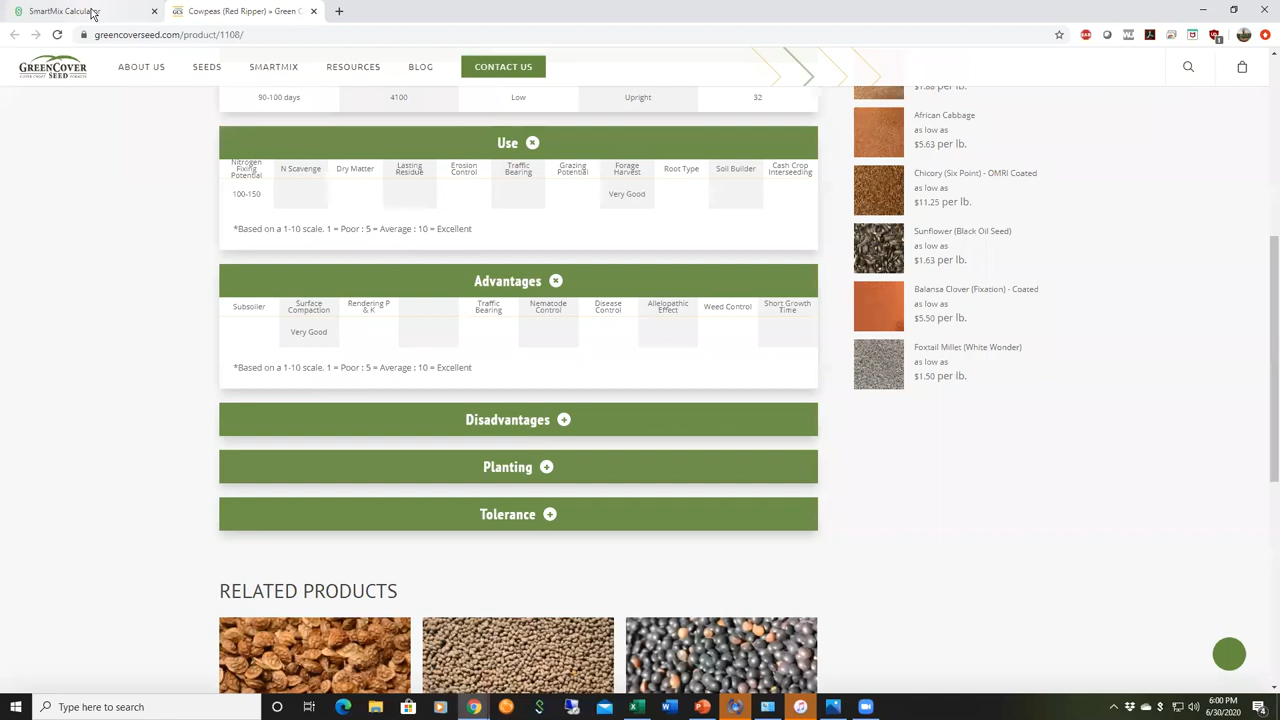 SmartMix Calculator
Cowpeas (Red Ripper) » Green C
greencoverseed.com/product/1108/
GREENCOVER
SEED
ABOUT US
SEEDS
SMARTMIX
RESOURCES
BLOG
CONTACT US
90-100 days
4100
Low
Upright
32
Use
Nitrogen Fixing Potential
N Scavenge
Dry Matter
Lasting Residue
Erosion Control
Traffic Bearing
Grazing Potential
Forage Harvest
Root Type
Soil Builder
Cash Crop Interseeding
100-150
Very Good
*Based on a 1-10 scale. 1 = Poor : 5 = Average : 10 = Excellent
Advantages
Subsoiler
Surface Compaction
Rendering P & K
Traffic Bearing
Nematode Control
Disease Control
Allelopathic Effect
Weed Control
Short Growth Time
Very Good
*Based on a 1-10 scale. 1 = Poor : 5 = Average : 10 = Excellent
Disadvantages
Planting
Tolerance
RELATED PRODUCTS
$1.88 per lb.
African Cabbage
as low as
$5.63 per lb.
Chicory (Six Point) - OMRI Coated
as low as
$11.25 per lb.
Sunflower (Black Oil Seed)
as low as
$1.63 per lb.
Balansa Clover (Fixation) - Coated
as low as
$5.50 per lb.
Foxtail Millet (White Wonder)
as low as
$1.50 per lb.
Type here to search
6:00 PM
6/30/2020